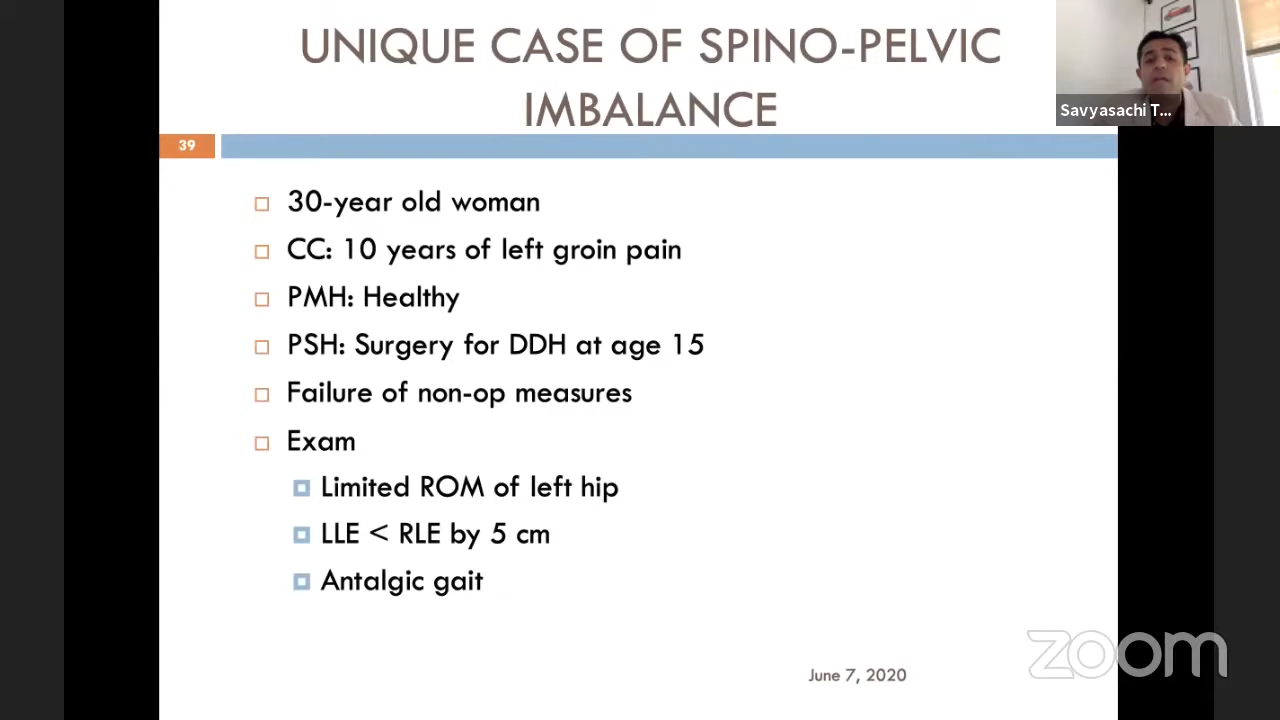 UNIQUE CASE OF SPINO-PELVIC
IMBALANCE
Savyasachi T...
39
30-year old woman
CC: 10 years of left groin pain
PMH: Healthy
PSH: Surgery for DDH at age 15
Failure of non-op measures
Exam
Limited ROM of left hip
LLE < RLE by 5 cm
Antalgic gait
June 7, 2020
zoom